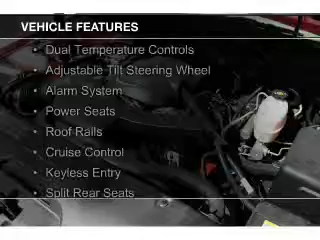 VEHICLE FEATURES
• Dual Temperature Controls
• Adjustable Tilt Steering Wheel
• Alarm System
• Power Seats
• Roof Rails
• Cruise Control
• Keyless Entry
• Split Rear Seats